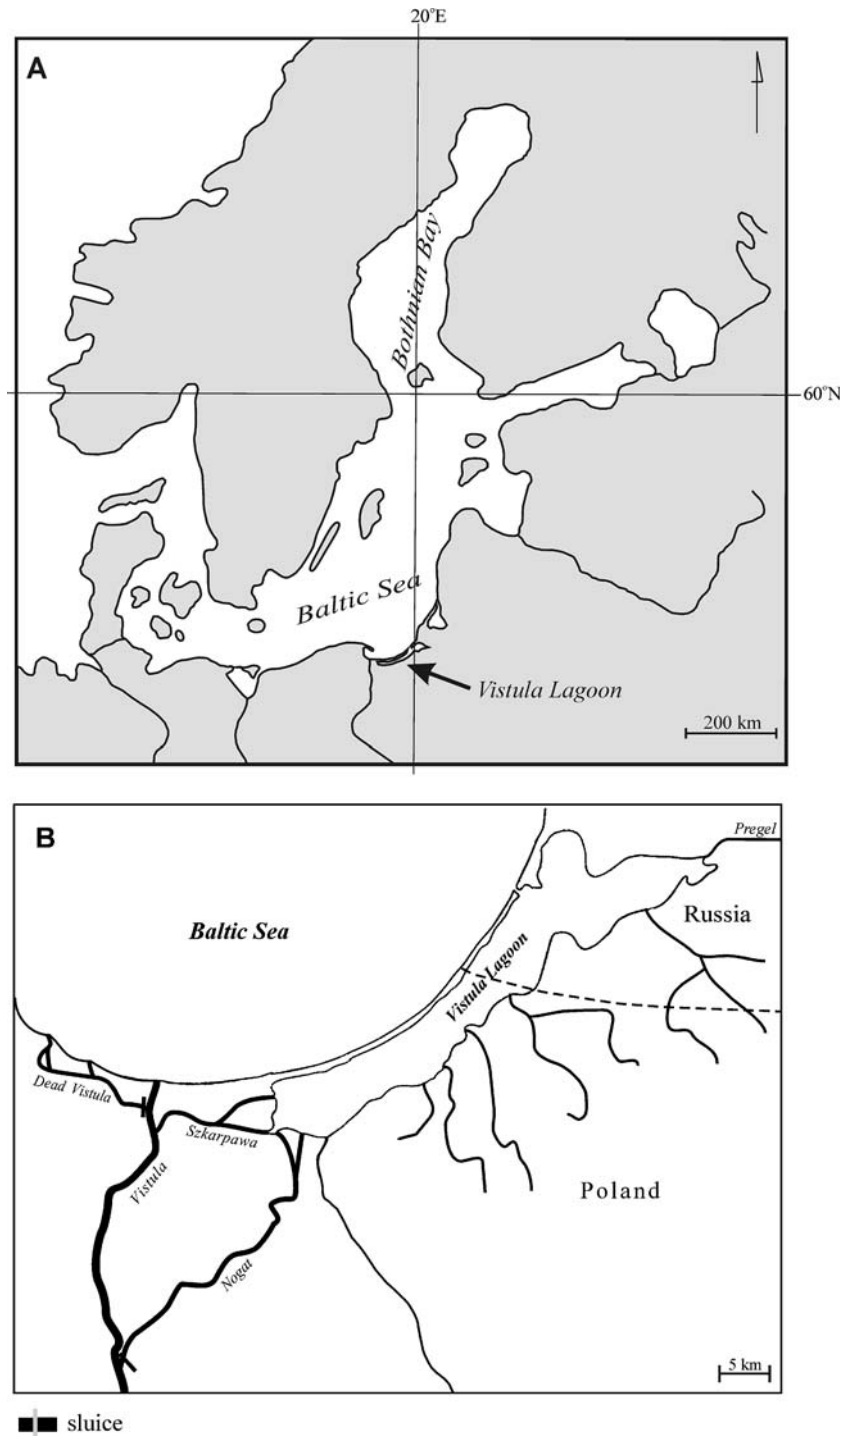 20°E
A
Bothnian Bay
60°N
Baltic Sea
Vistula Lagoon
200 km
B
Pregel
Russia
Baltic Sea
Vistula Lagoon
Dead Vistula
Szkarpawa
Vistula
Poland
Nogat
5 km
sluice